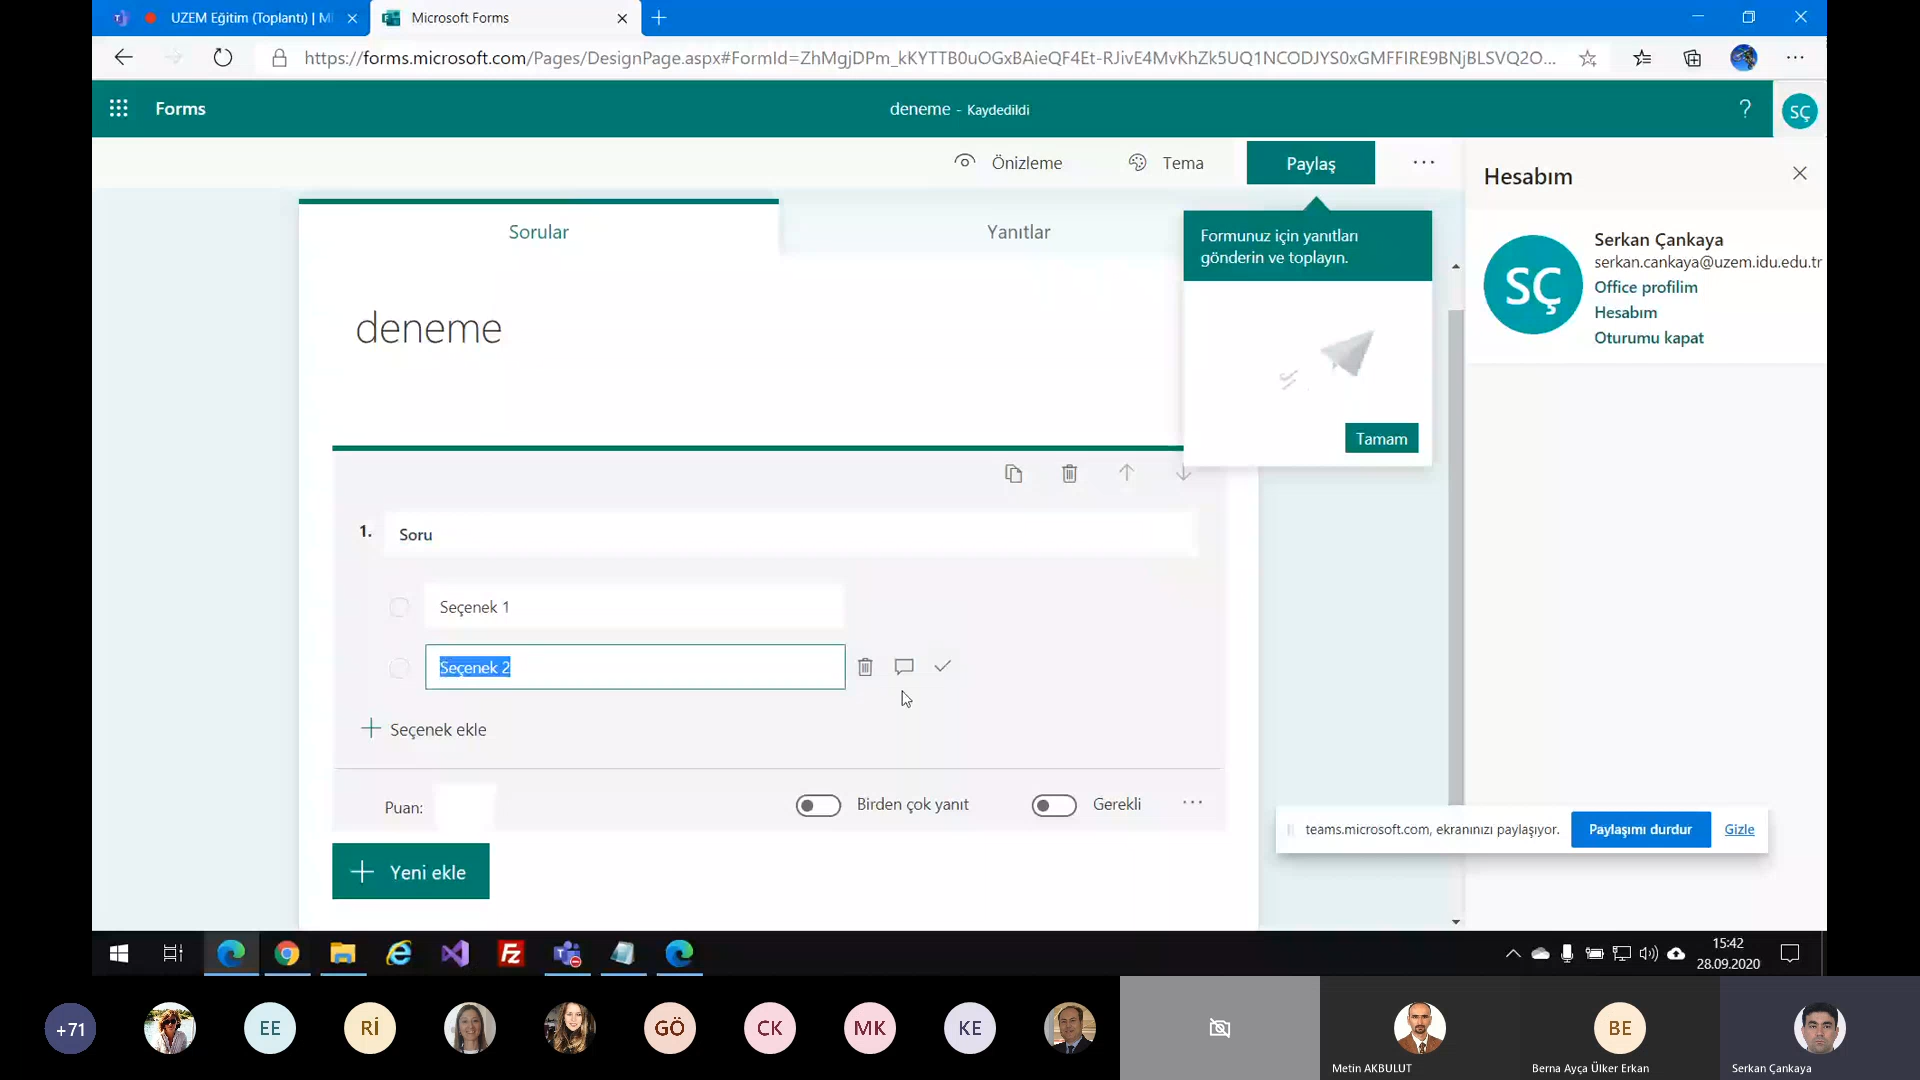 UZEM Eğitim (Toplantı) | Mi
Microsoft Forms
https://forms.microsoft.com/Pages/DesignPage.aspx#FormId=ZhMgjDPm_kKYTTB0uOGxBAieQF4Et-RJivE4MvKhZk5UQ1NCODJYS0xGMFFIRE9BNjBLSVQ2O...
Forms
deneme - Kaydedildi
?
SÇ
Önizleme
Tema
Paylaş
Hesabım
Sorular
Yanıtlar
Formunuz için yanıtları
gönderin ve toplayın.
Tamam
SÇ
Serkan Çankaya
serkan.cankaya@uzem.idu.edu.tr
Office profilim
Hesabım
Oturumu kapat
deneme
1.
Soru
Seçenek 1
Seçenek 2
Seçenek ekle
Puan:
Birden çok yanıt
Gerekli
Yeni ekle
teams.microsoft.com, ekranınızı paylaşıyor.
Paylaşımı durdur
Gizle
15:42
28.09.2020
+71
EE
Rİ
GÖ
CK
MK
KE
BE
Metin AKBULUT
Berna Ayça Ülker Erkan
Serkan Çankaya